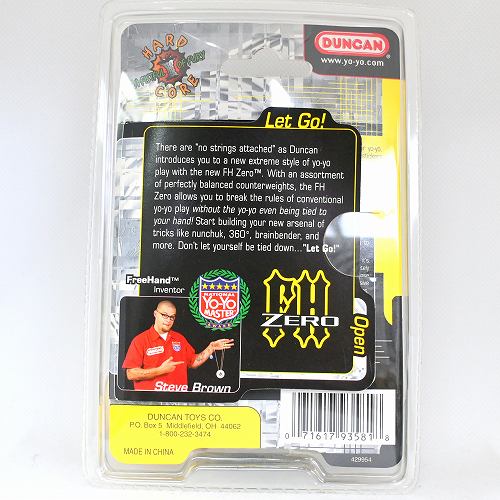 HARD
CORE
DUNCAN®
www.yo-yo.com
Let Go!
There are "no strings attached" as Duncan
introduces you to a new extreme style of yo-yo
play with the new FH Zero™. With an assortment
of perfectly balanced counterweights, the FH
Zero allows you to break the rules of conventional
yo-yo play without the yo-yo even being tied to
your hand! Start building your new arsenal of
tricks like nunchuk, 360°, brainbender, and
more. Don't let yourself be tied down..."Let Go!"
FreeHand™
Inventor
NATIONAL
YO-YO
MASTER
AWARD
FH
ZERO
Open
Steve Brown
DUNCAN TOYS CO.
P.O. Box 5 Middlefield, OH 44062
1-800-232-3474
MADE IN CHINA
0 71617 93581 8
429954